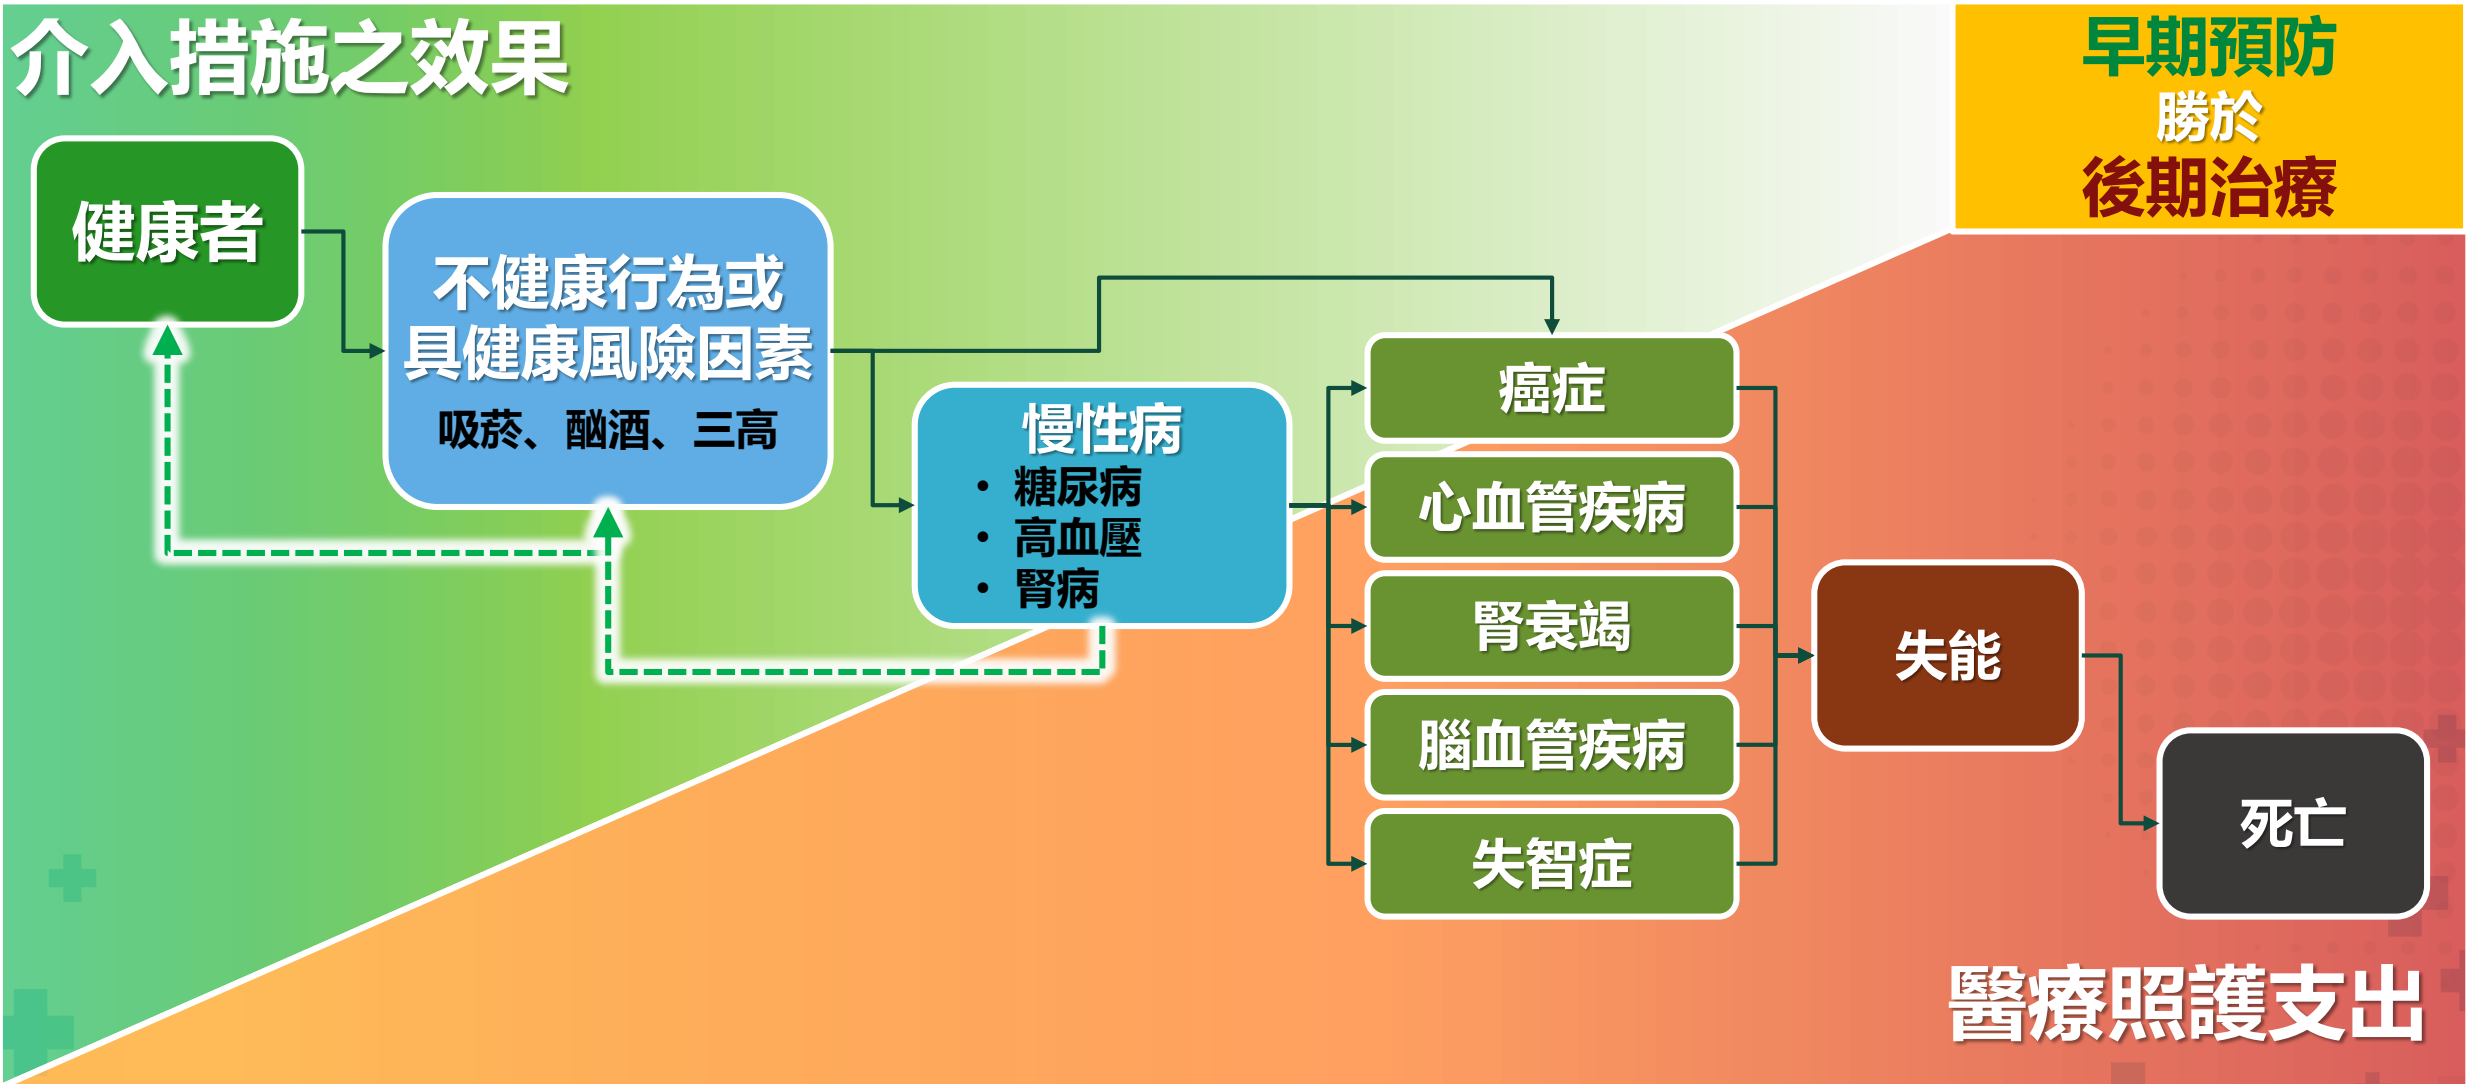 介入措施之效果
早期預防
勝於
後期治療
健康者
不健康行為或
具健康風險因素
吸菸、酗酒、三高
慢性病
• 糖尿病
• 高血壓
• 腎病
癌症
心血管疾病
腎衰竭
腦血管疾病
失智症
失能
死亡
醫療照護支出